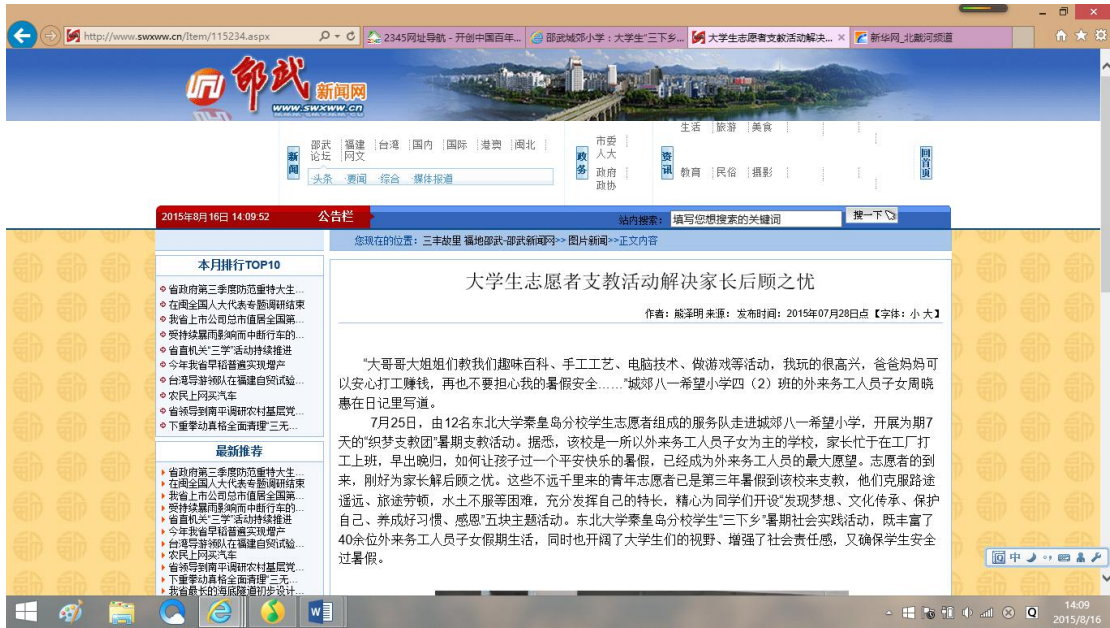 http://www.swxww.cn/Item/115234.aspx
2345网址导航 - 开创中国百年...
邵武城郊小学：大学生"三下乡...
大学生志愿者支教活动解决...
新华网_北戴河频道
邵武
新闻网
www.swxww.cn
新闻
邵武 福建 台湾 国内 国际 港澳 闽北
论坛 网文
头条 要闻 综合 媒体报道
政务
市委
人大
政府
政协
资讯
生活 旅游 美食
教育 民俗 摄影
回首页
2015年8月16日 14:09:52
公告栏
站内搜索：
填写您想搜索的关键词
搜一下
您现在的位置：三丰故里 福地邵武-邵武新闻网>> 图片新闻>>正文内容
本月排行TOP10
省政府第三季度防范重特大生...
在闽全国人大代表专题调研结束
我省上市公司总市值居全国第...
受持续暴雨影响而中断行车的...
省直机关"三学"活动持续推进
今年我省早稻普遍实现增产
台湾导游领队在福建自贸试验...
农民上网买汽车
省领导到南平调研农村基层党...
下重拳动真格全面清理"三无...
最新推荐
省政府第三季度防范重特大生...
在闽全国人大代表专题调研结束
我省上市公司总市值居全国第...
受持续暴雨影响而中断行车的...
省直机关"三学"活动持续推进
今年我省早稻普遍实现增产
台湾导游领队在福建自贸试验...
农民上网买汽车
省领导到南平调研农村基层党...
下重拳动真格全面清理"三无...
我省最长的海底隧道初步设计...
大学生志愿者支教活动解决家长后顾之忧
作者：熊泽明 来源： 发布时间：2015年07月28日点【字体：小 大】
"大哥哥大姐姐们教我们趣味百科、手工工艺、电脑技术、做游戏等活动，我玩的很高兴，爸爸妈妈可
以安心打工赚钱，再也不要担心我的暑假安全……"城郊八一希望小学四（2）班的外来务工人员子女周晓
惠在日记里写道。
7月25日，由12名东北大学秦皇岛分校学生志愿者组成的服务队走进城郊八一希望小学，开展为期7
天的"织梦支教团"暑期支教活动。据悉，该校是一所以外来务工人员子女为主的学校，家长忙于在工厂打
工上班，早出晚归，如何让孩子过一个平安快乐的暑假，已经成为外来务工人员的最大愿望。志愿者的到
来，刚好为家长解后顾之忧。这些不远千里来的青年志愿者已是第三年暑假到该校来支教，他们克服路途
遥远、旅途劳顿，水土不服等困难，充分发挥自己的特长，精心为同学们开设"发现梦想、文化传承、保护
自己、养成好习惯、感恩"五块主题活动。东北大学秦皇岛分校学生"三下乡"暑期社会实践活动，既丰富了
40余位外来务工人员子女假期生活，同时也开阔了大学生们的视野、增强了社会责任感，又确保学生安全
过暑假。
中
14:09
2015/8/16